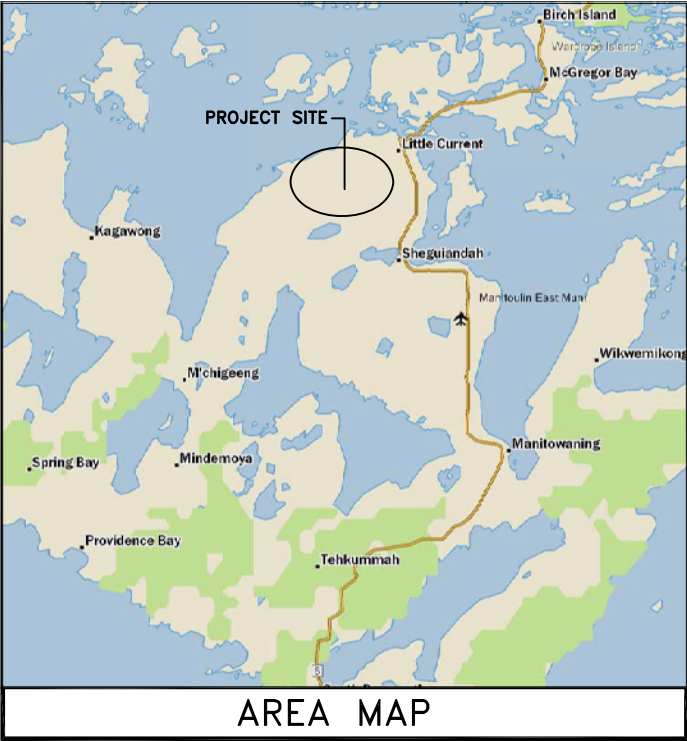 Birch Island
Wardrope Island
McGregor Bay
PROJECT SITE
Little Current
Kagawong
Sheguiandah
Manitoulin East Muni
Wikwemikong
M'chigeeng
Manitowaning
Mindemoya
Spring Bay
Providence Bay
Tehkummah
6
AREA MAP